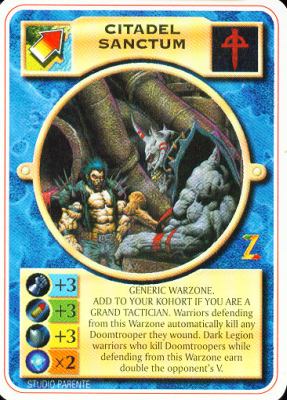 CITADEL
SANCTUM
Z
+3
+3
+3
×2
GENERIC WARZONE.
ADD TO YOUR KOHORT IF YOU ARE A
GRAND TACTICIAN. Warriors defending
from this Warzone automatically kill any
Doomtrooper they wound. Dark Legion
warriors who kill Doomtroopers while
defending from this Warzone earn
double the opponent's V.
STUDIO PARENTE